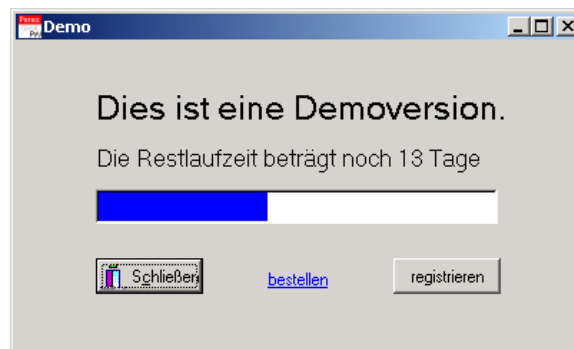 Demo
Dies ist eine Demoversion.
Die Restlaufzeit beträgt noch 13 Tage
Schließen
bestellen
registrieren